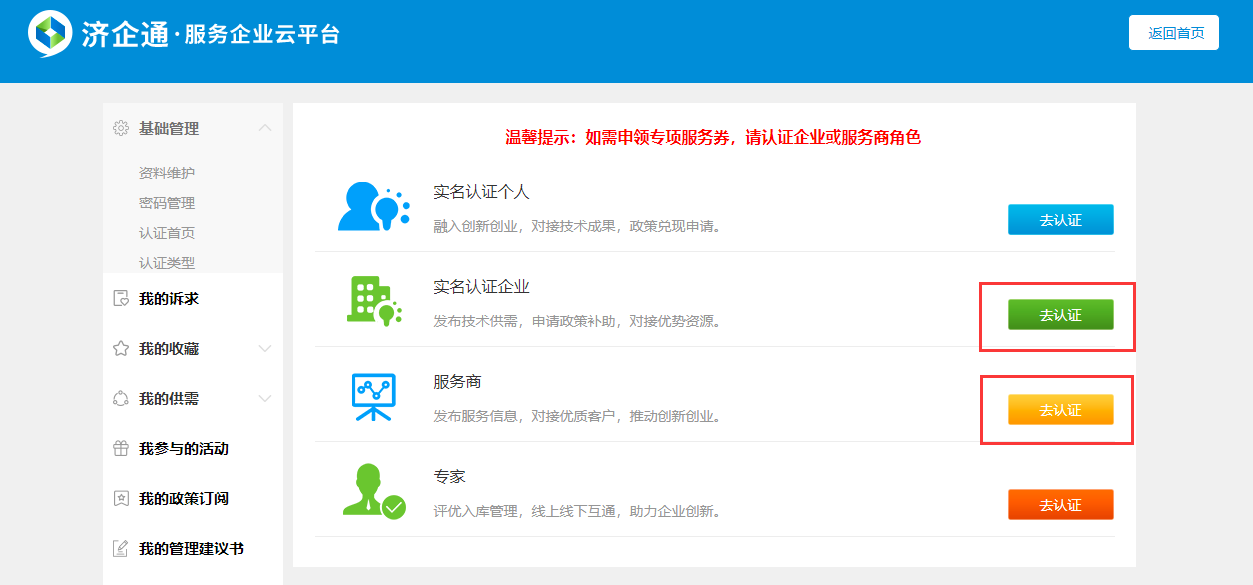 济企通·服务企业云平台
返回首页
基础管理
资料维护
密码管理
认证首页
认证类型
我的诉求
我的收藏
我的供需
我参与的活动
我的政策订阅
我的管理建议书
温馨提示：如需申领专项服务券，请认证企业或服务商角色
实名认证个人
融入创新创业，对接技术成果，政策兑现申请。
去认证
实名认证企业
发布技术供需，申请政策补助，对接优势资源。
去认证
服务商
发布服务信息，对接优质客户，推动创新创业。
去认证
专家
评优入库管理，线上线下互通，助力企业创新。
去认证